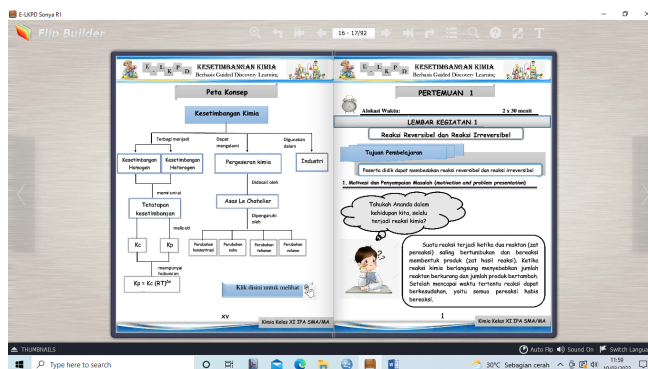 E-LKPD Sonya R1
Flip Builder
16 - 17/92
E - L K P D
KESETIMBANGAN KIMIA
Berbasis Guided Discovery Learning
Peta Konsep
Kesetimbangan Kimia
Terbagi menjadi
Dapat mengalami
Digunakan dalam
Kesetimbangan Homogen
Kesetimbangan Heterogen
Pergeseran kimia
Industri
mempunyai
Didasari oleh
Tetatapan kesetimbangan
Asas Le Chatelier
meliputi
Dipengaruhi oleh
Kc
Kp
Perubahan konsentrasi
Perubahan suhu
Perubahan tekanan
Perubahan volume
mempunyai hubungan
Kp = Kc (RT)
Klik disini untuk melihat
xv
Kimia Kelas XI IPA SMA/MA
E - L K P D
KESETIMBANGAN KIMIA
Berbasis Guided Discovery Learning
PERTEMUAN 1
Alokasi Waktu:
2 x 30 menit
LEMBAR KEGIATAN 1
Reaksi Reversibel dan Reaksi Irreversibel
Tujuan Pembelajaran
Peserta didik dapat membedakan reaksi reversibel dan reaksi irreversibel
1. Motivasi dan Penyampaian Masalah (motivation and problem presentation)
Tahukah Ananda dalam
kehidupan kita, selalu
terjadi reaksi kimia?
Suatu reaksi terjadi ketika dua reaktan (zat
pereaksi) saling bertumbukan dan bereaksi
membentuk produk (zat hasil reaksi). Ketika
reaksi kimia berlangsung menyebabkan jumlah
reaktan berkurang dan jumlah produk bertambah.
Setelah mencapai waktu tertentu reaksi dapat
berkesudahan, yaitu semua pereaksi habis
bereaksi.
1
Kimia Kelas XI IPA SMA/MA
THUMBNAILS
Auto Flip
Sound On
Switch Langua
Type here to search
30°C Sebagian cerah
11:59